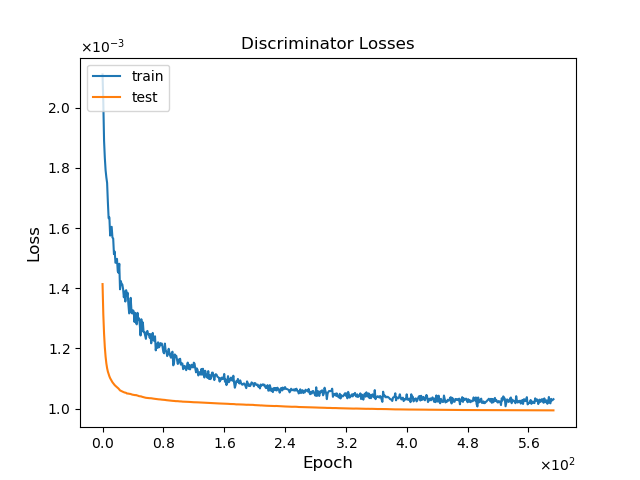 Discriminator Losses
×10⁻³
train
test
2.0
1.8
1.6
1.4
1.2
1.0
Loss
0.0 0.8 1.6 2.4 3.2 4.0 4.8 5.6
Epoch
×10²